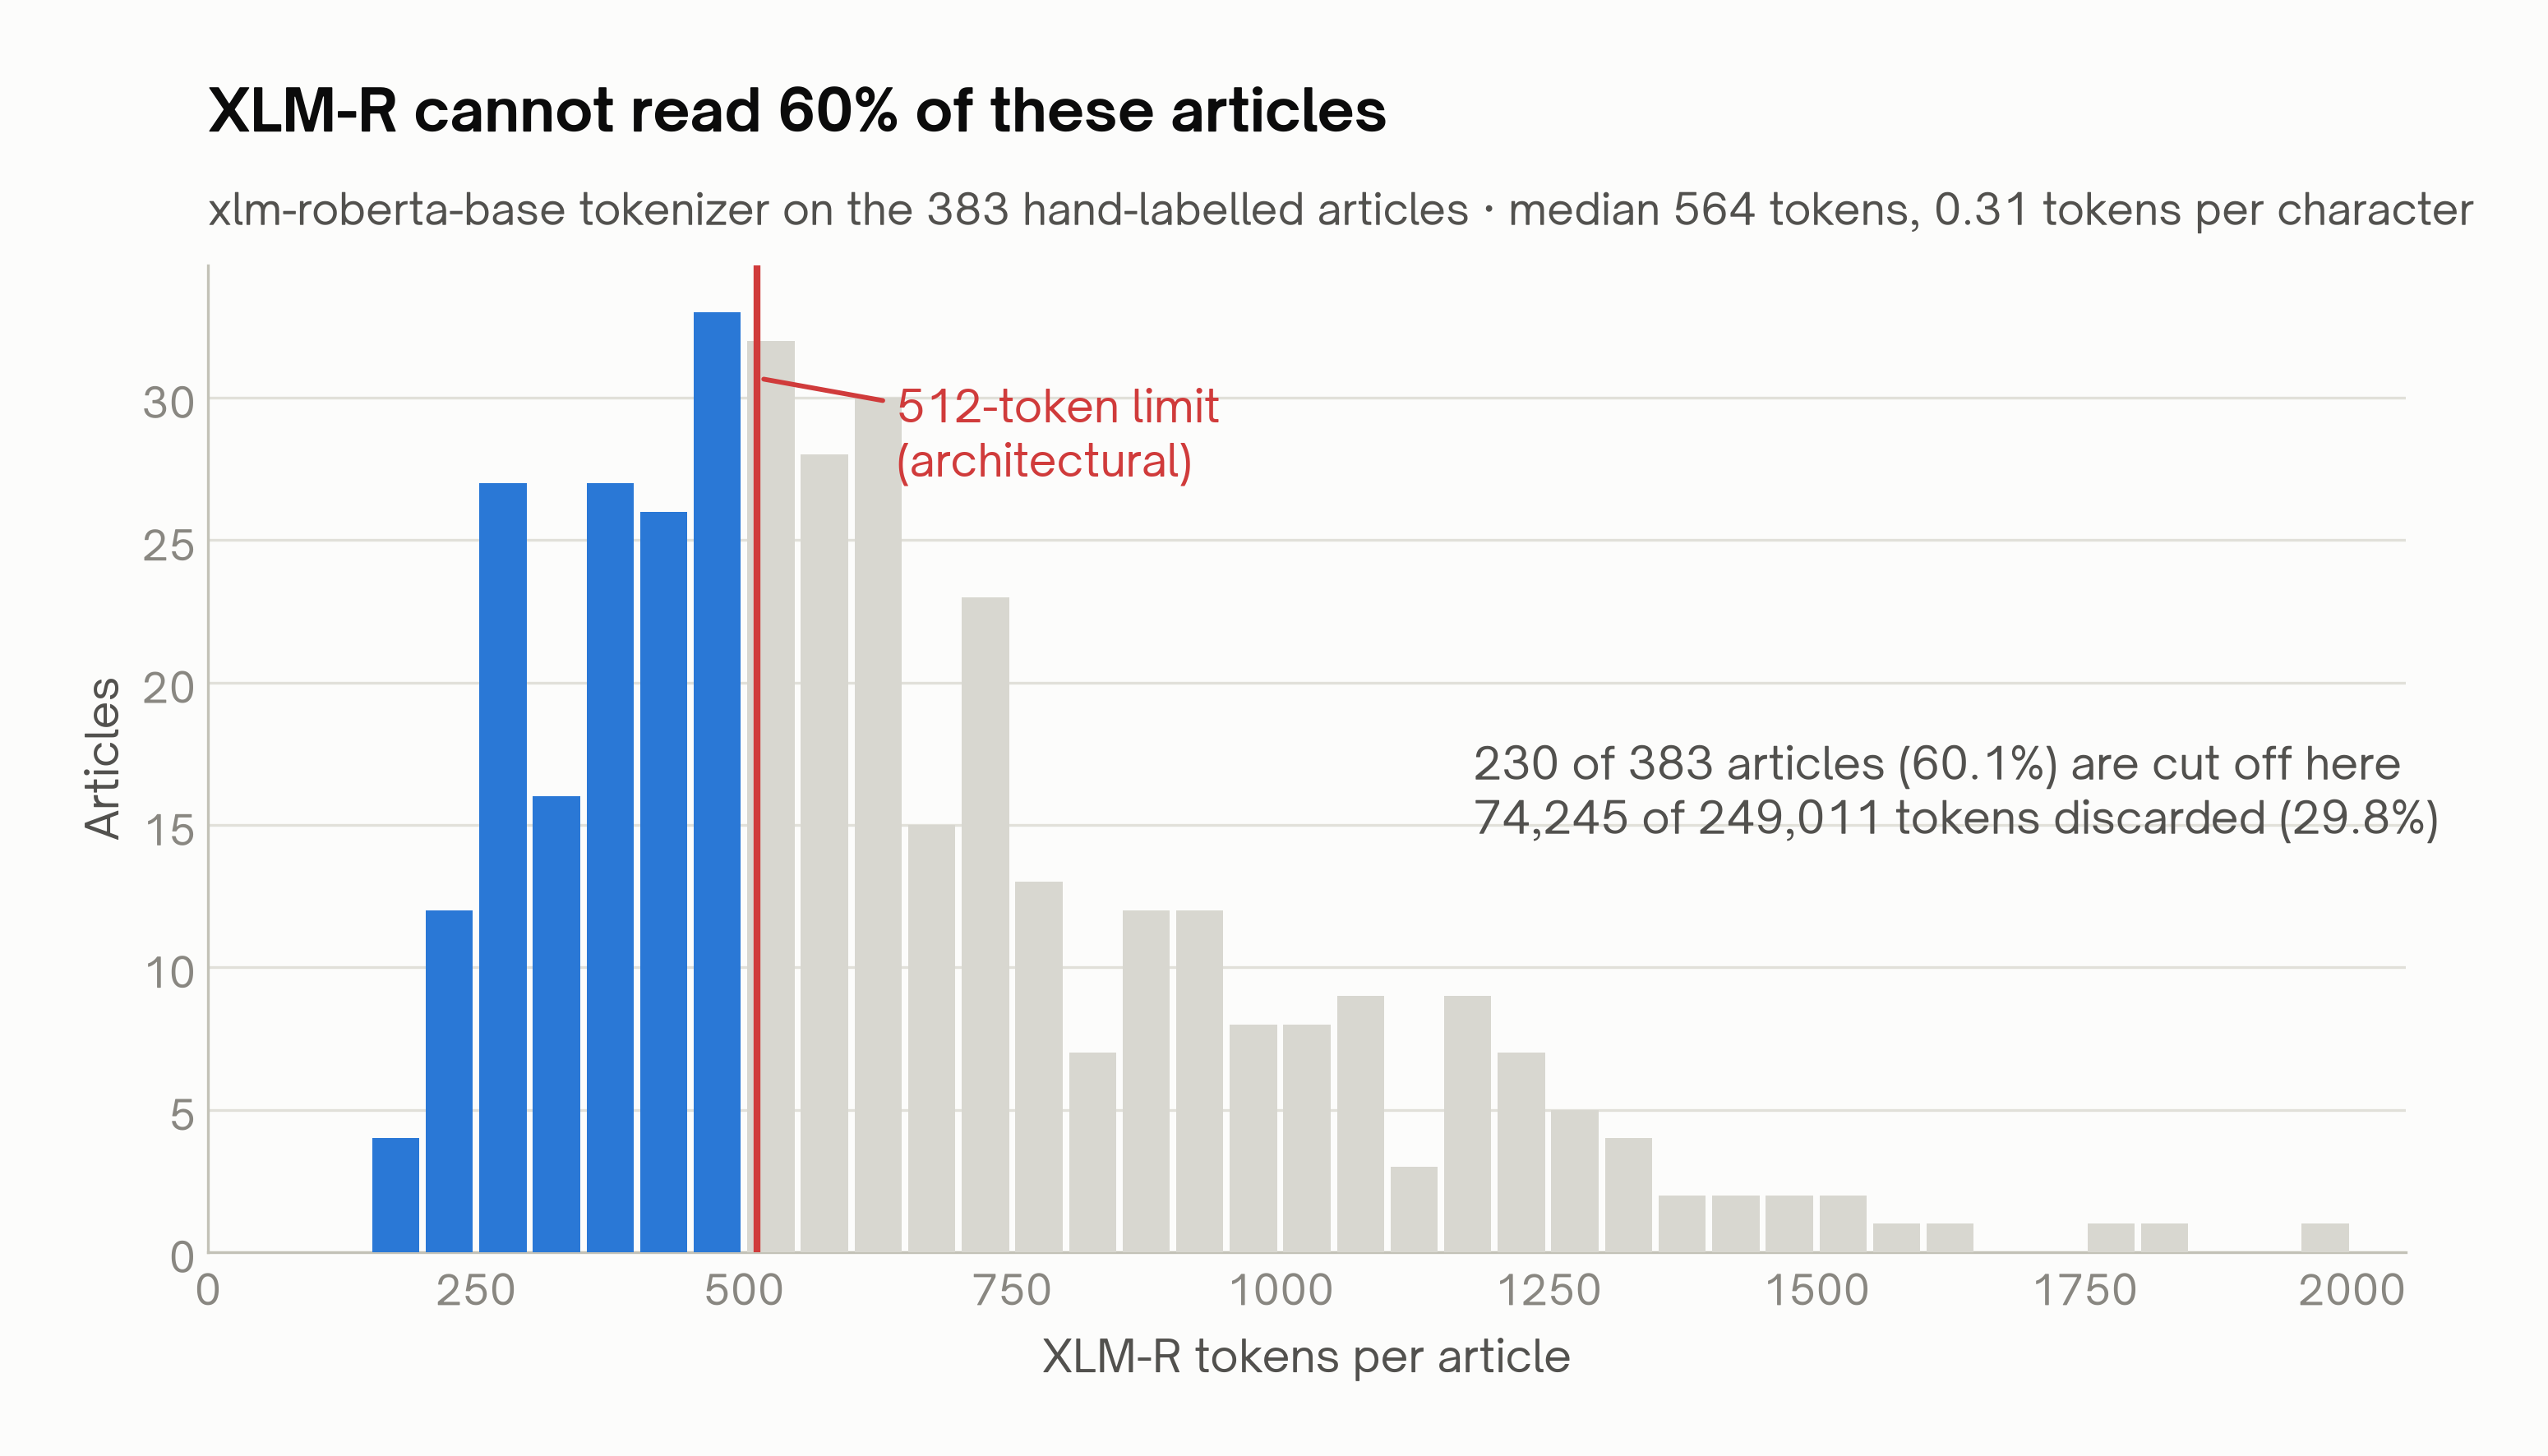 XLM-R cannot read 60% of these articles
xlm-roberta-base tokenizer on the 383 hand-labelled articles · median 564 tokens, 0.31 tokens per character
512-token limit
(architectural)
230 of 383 articles (60.1%) are cut off here
74,245 of 249,011 tokens discarded (29.8%)
Articles
30
25
20
15
10
5
0
0 250 500 750 1000 1250 1500 1750 2000
XLM-R tokens per article